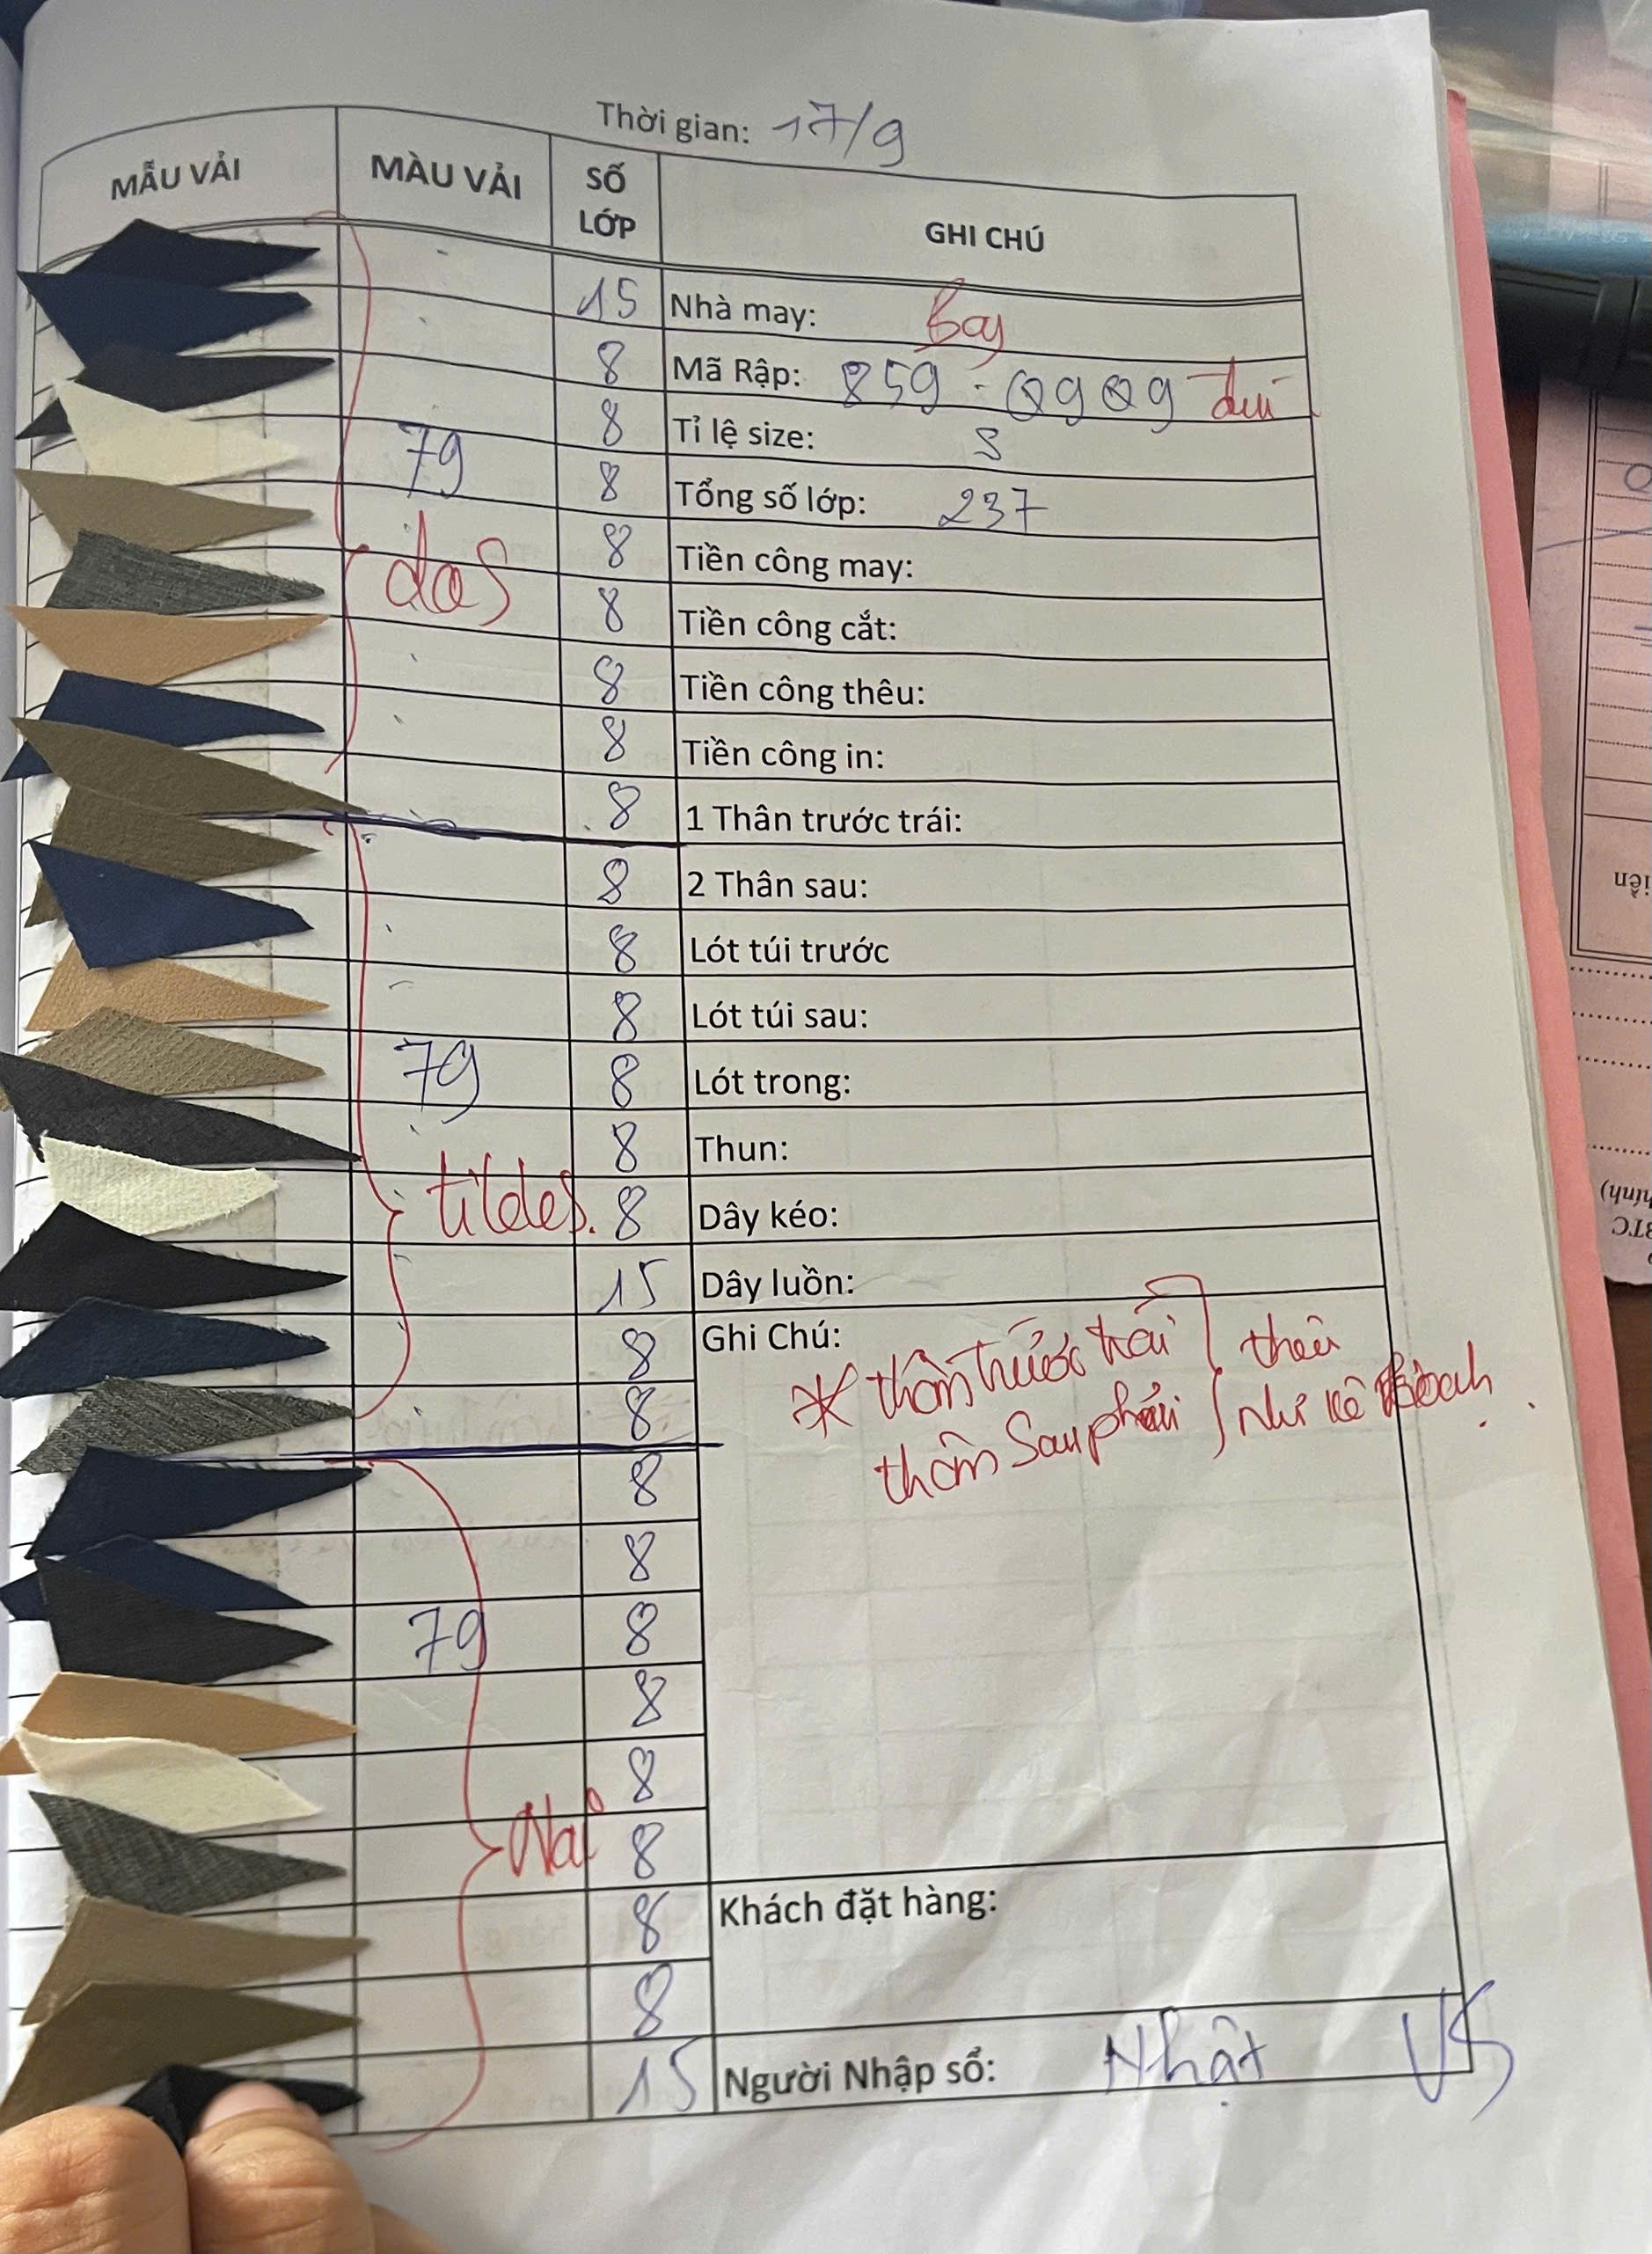 Thời gian: 17/9
MẪU VẢI MÀU VẢI SỐ LỚP GHI CHÚ
15 Nhà may: Bay
8 Mã Rập: 859 - 0909 đùi
8 Tỉ lệ size: S
79 8 Tổng số lớp: 237
das 8 Tiền công may:
8 Tiền công cắt:
8 Tiền công thêu:
8 Tiền công in:
8 1 Thân trước trái:
8 2 Thân sau:
8 Lót túi trước
8 Lót túi sau:
79 8 Lót trong:
8 Thun:
tildes. 8 Dây kéo:
15 Dây luồn:
8 Ghi Chú:
* thân trước trái } thêu
8 thân sau phải } như kê
8
8
79 8
8
8
Nai 8
8 Khách đặt hàng:
8
15 Người Nhập sổ: Nhật VS